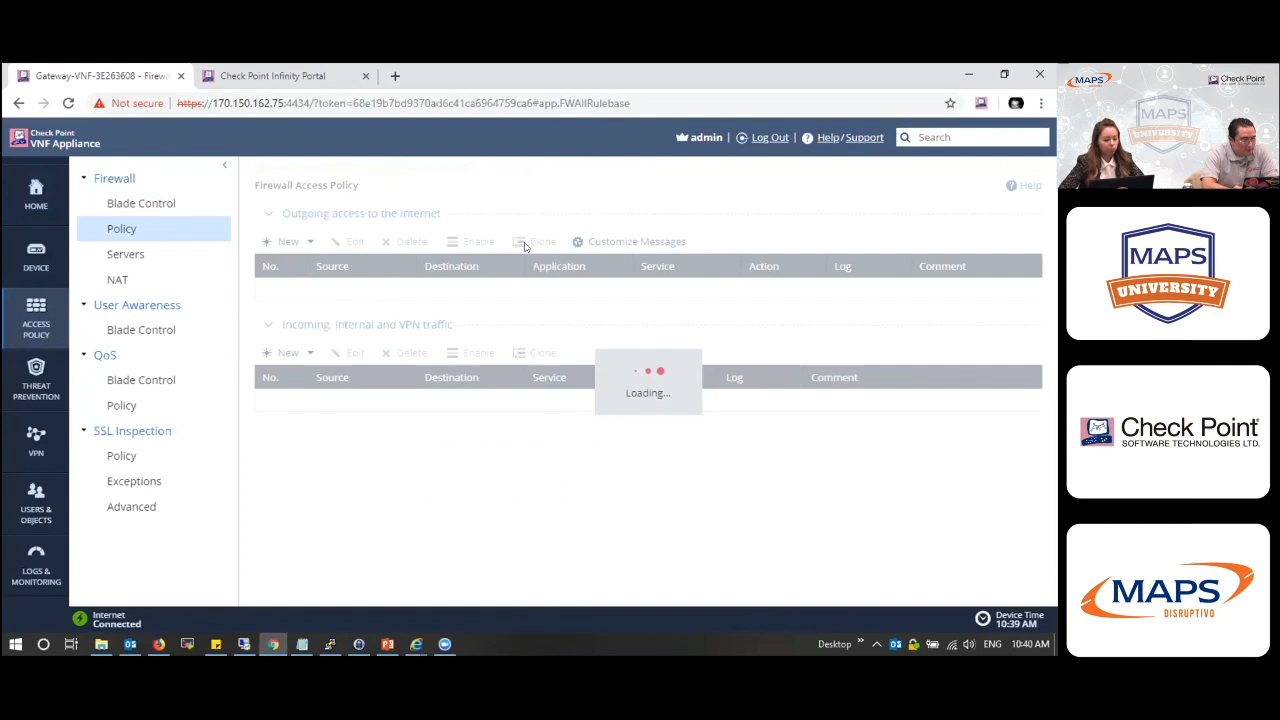 Gateway-VNF-3E263608 - Firew
Check Point Infinity Portal
Not secure
https://170.150.162.75:4434/?token=68e19b7bd9370ad6c41ca6964759ca6#app.FWAllRulebase
Check Point
VNF Appliance
admin
Log Out
Help/Support
Search
HOME
DEVICE
ACCESS
POLICY
THREAT
PREVENTION
VPN
USERS &
OBJECTS
LOGS &
MONITORING
Firewall
Blade Control
Policy
Servers
NAT
User Awareness
Blade Control
QoS
Blade Control
Policy
SSL Inspection
Policy
Exceptions
Advanced
Firewall Access Policy
Help
Outgoing access to the Internet
New Edit Delete Enable Clone Customize Messages
No. Source Destination Application Service Action Log Comment
Incoming, Internal and VPN traffic
New Edit Delete Enable Clone
No. Source Destination Service Log Comment
Loading...
Internet
Connected
Device Time
10:39 AM
Desktop
ENG
10:40 AM
MAPS
Check Point
MAPS
UNIVERSITY
MAPS
UNIVERSITY
Check Point
SOFTWARE TECHNOLOGIES LTD.
MAPS
DISRUPTIVO